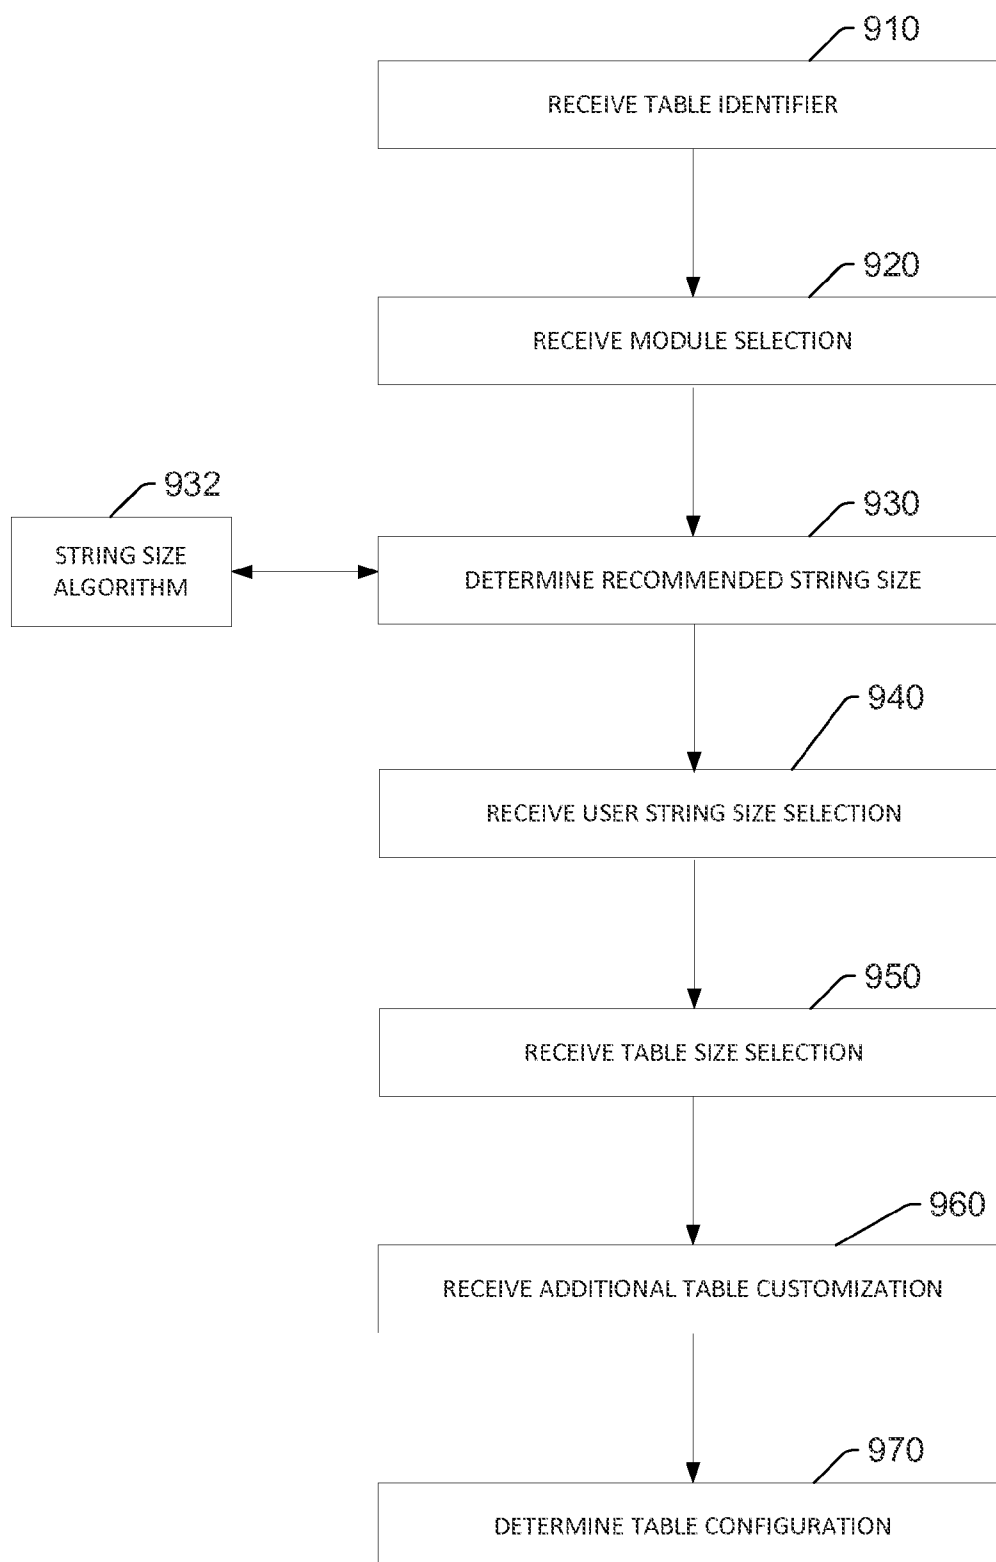 910
RECEIVE TABLE IDENTIFIER
920
RECEIVE MODULE SELECTION
932
STRING SIZE
ALGORITHM
930
DETERMINE RECOMMENDED STRING SIZE
940
RECEIVE USER STRING SIZE SELECTION
950
RECEIVE TABLE SIZE SELECTION
960
RECEIVE ADDITIONAL TABLE CUSTOMIZATION
970
DETERMINE TABLE CONFIGURATION